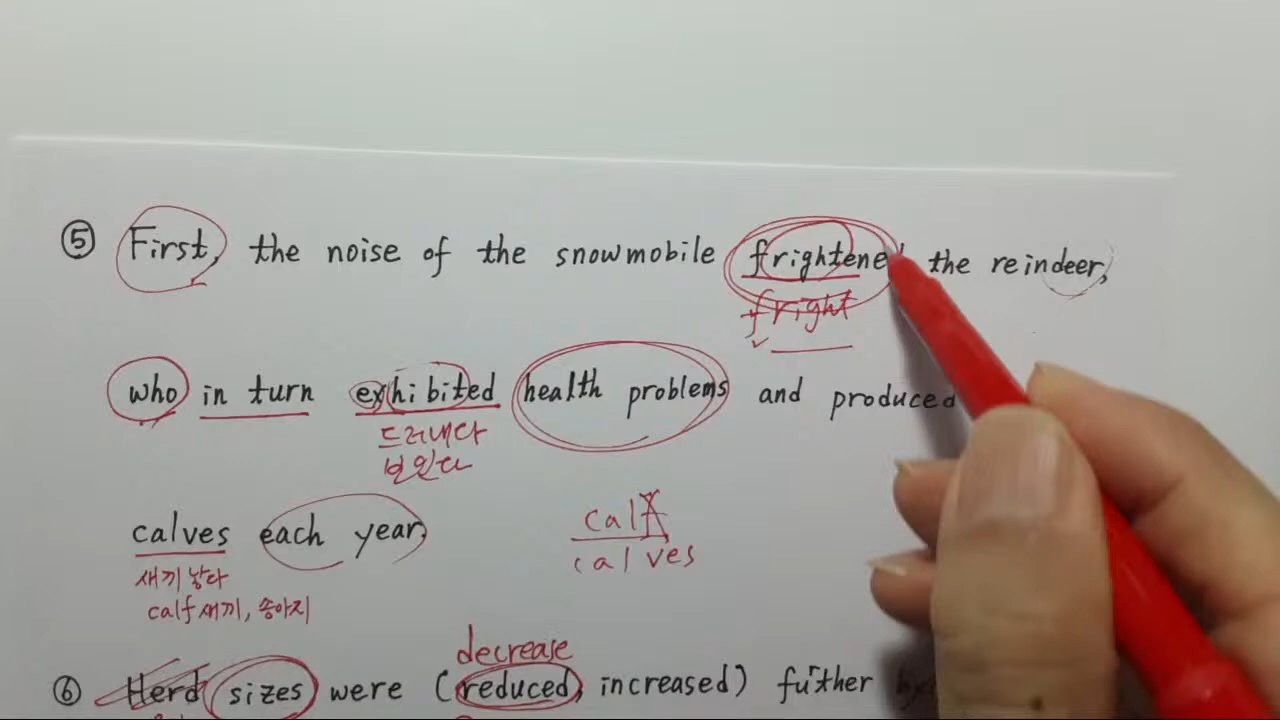 ⑤ First, the noise of the snowmobile frightene the reindeer,
fright
who in turn exhibited health problems and produced
드러내다
보인다
calves each year,
calf
calves
새끼 낳다
calf 새끼, 송아지
decrease
⑥ Herd sizes were (reduced, increased) further